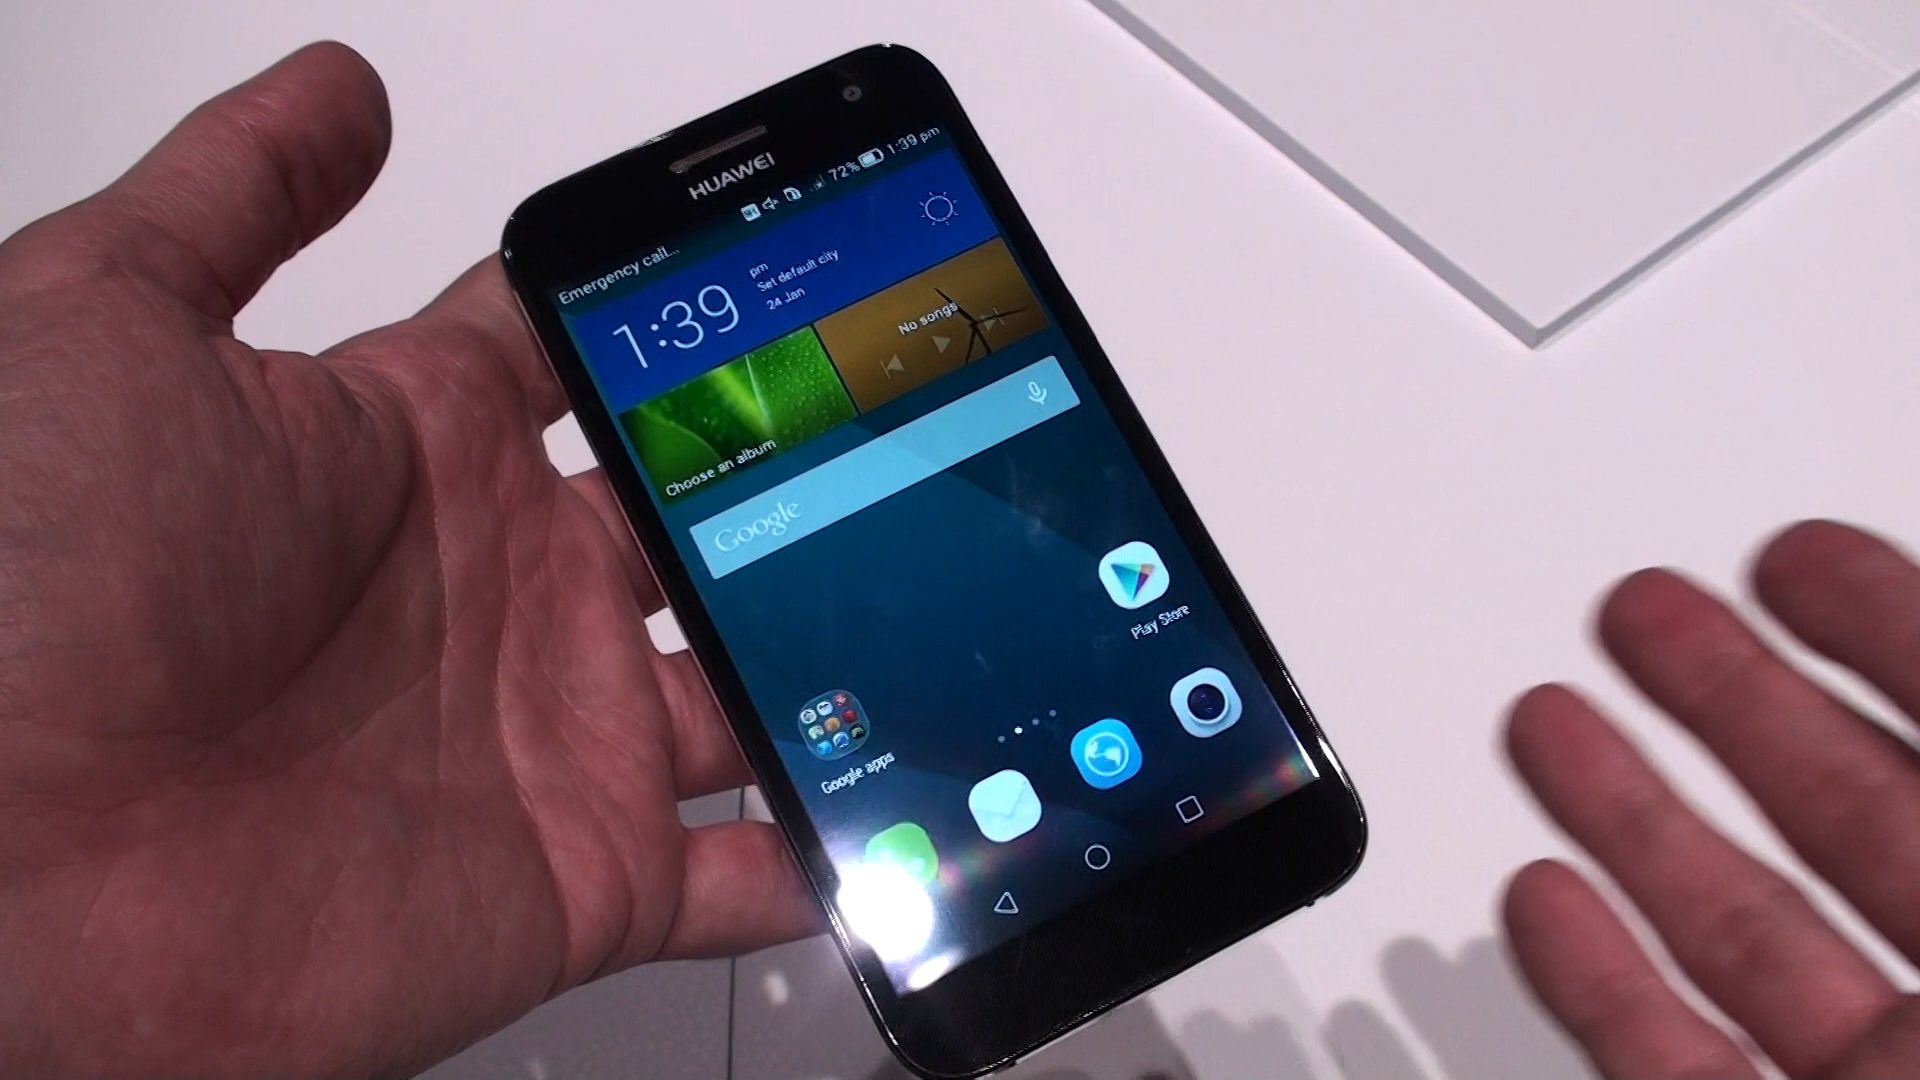 HUAWEI
Emergency call...
72% 1:39 pm
1:39
pm
Set default city
24 Jan
No songs
Choose an album
Google
Play Store
Google apps